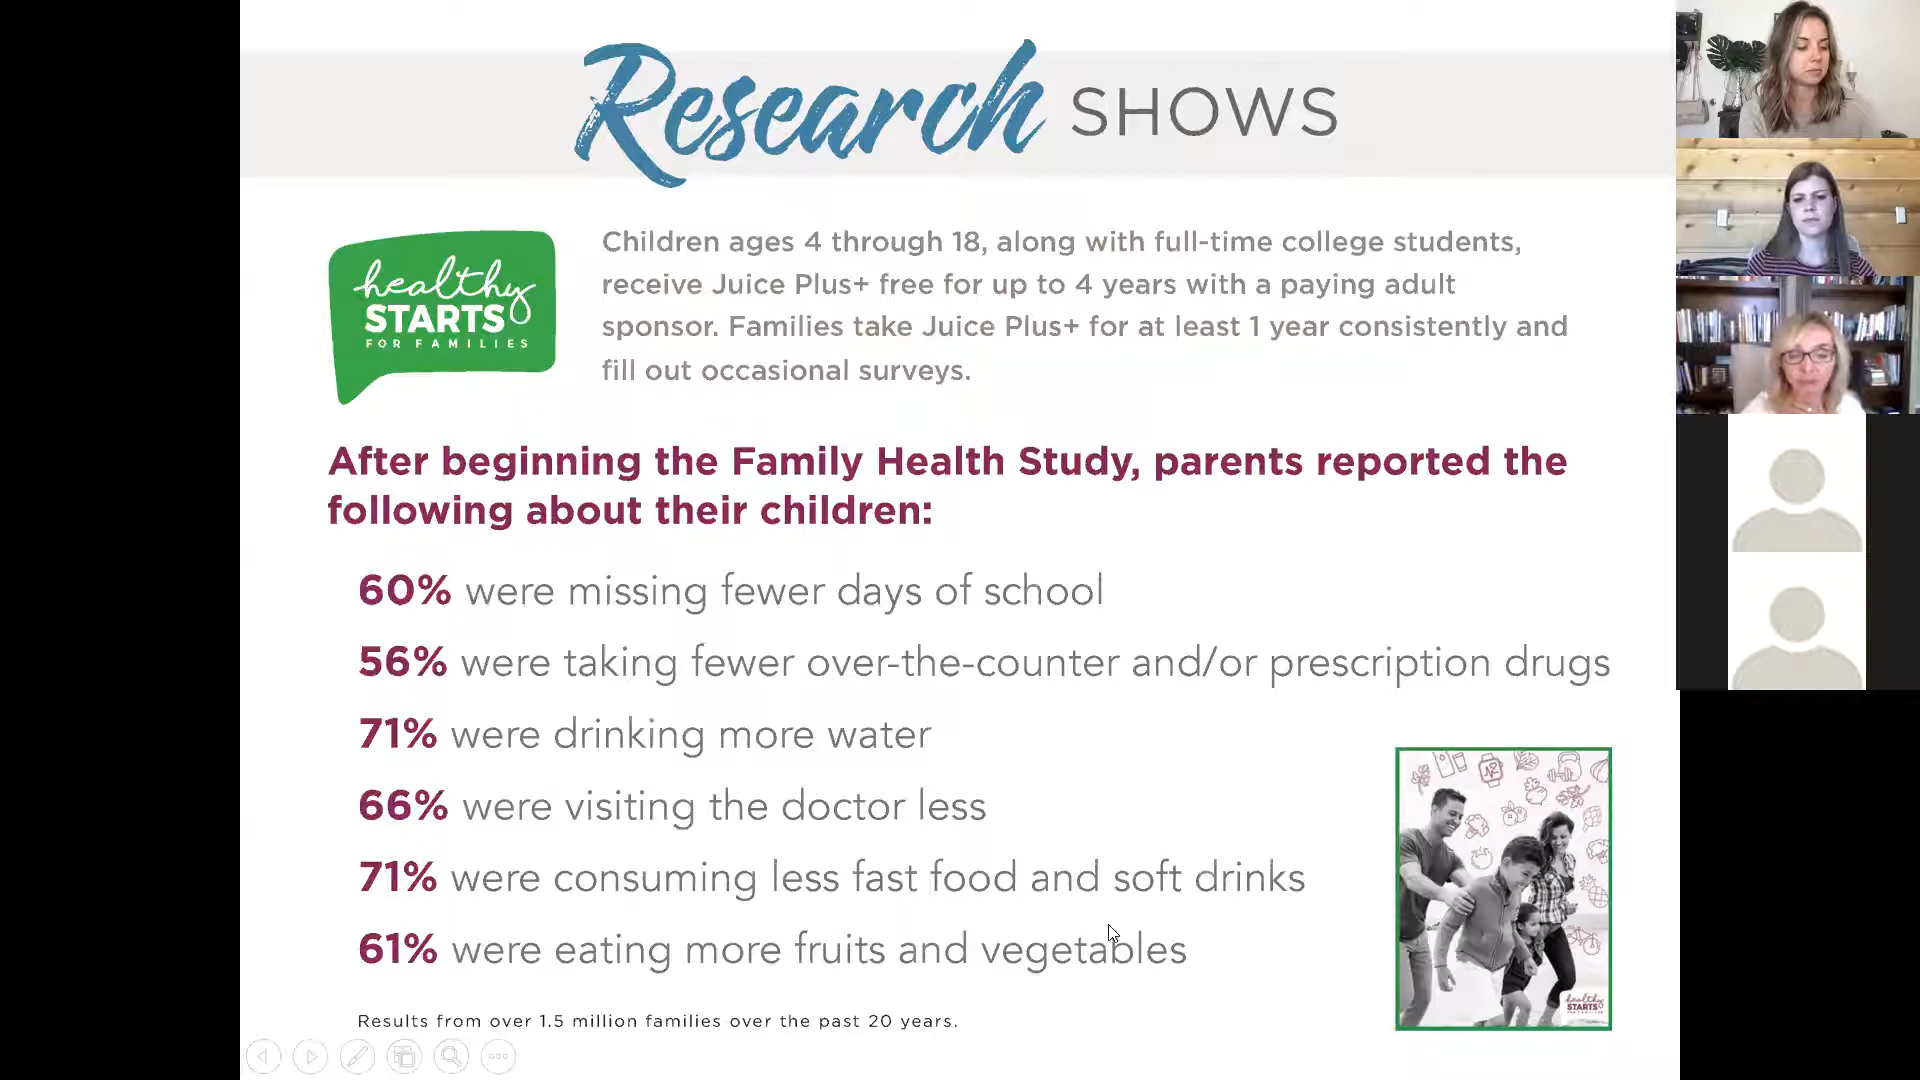 Research SHOWS
healthy
STARTS
FOR FAMILIES
Children ages 4 through 18, along with full-time college students,
receive Juice Plus+ free for up to 4 years with a paying adult
sponsor. Families take Juice Plus+ for at least 1 year consistently and
fill out occasional surveys.
After beginning the Family Health Study, parents reported the
following about their children:
60% were missing fewer days of school
56% were taking fewer over-the-counter and/or prescription drugs
71% were drinking more water
66% were visiting the doctor less
71% were consuming less fast food and soft drinks
61% were eating more fruits and vegetables
healthy
STARTS
FOR FAMILIES
Results from over 1.5 million families over the past 20 years.